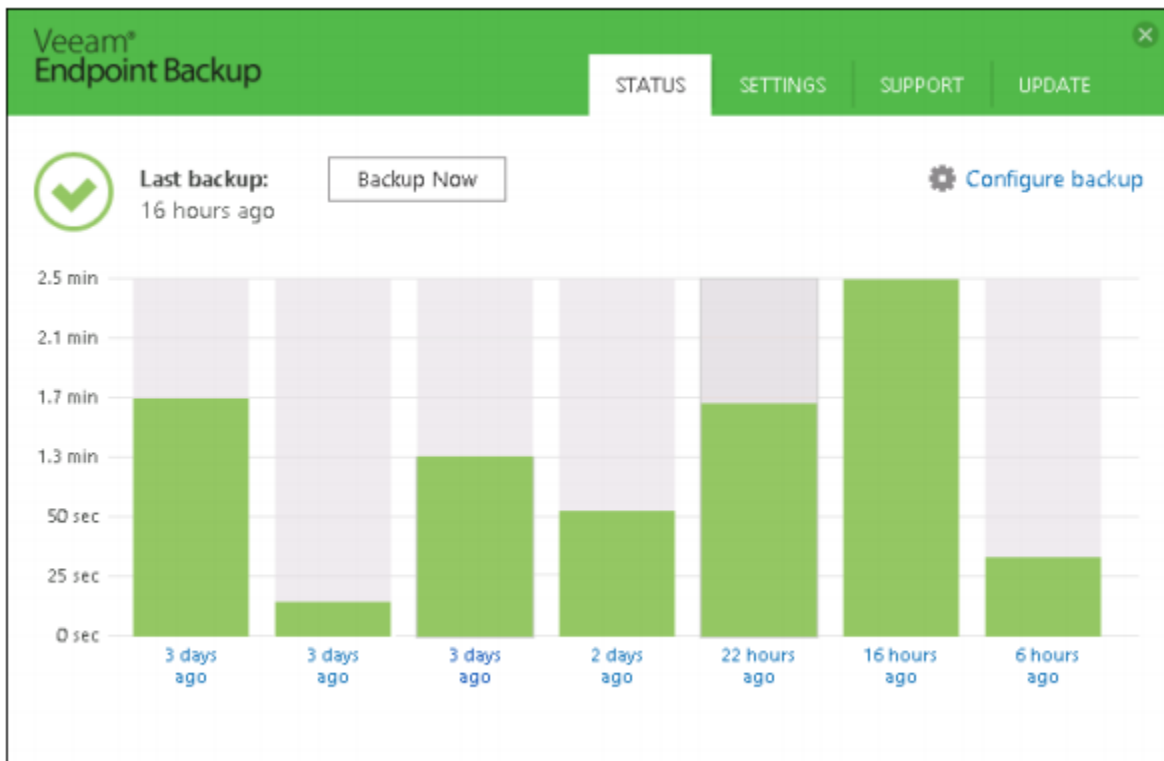 Veeam®
Endpoint Backup
STATUS
SETTINGS
SUPPORT
UPDATE
Last backup:
16 hours ago
Backup Now
Configure backup
2.5 min
2.1 min
1.7 min
1.3 min
50 sec
25 sec
0 sec
3 days
ago
3 days
ago
3 days
ago
2 days
ago
22 hours
ago
16 hours
ago
6 hours
ago